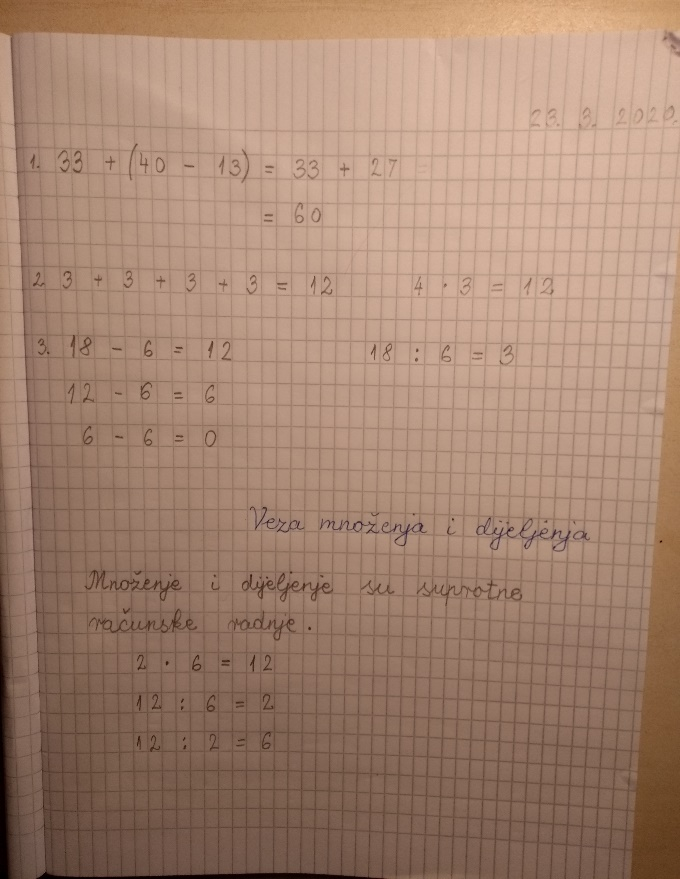 23. 3. 2020.
1. 33 + (40 - 13) = 33 + 27
= 60
2. 3 + 3 + 3 + 3 = 12 4 · 3 = 12
3. 18 - 6 = 12 18 : 6 = 3
12 - 6 = 6
6 - 6 = 0
Veza množenja i dijeljenja
Množenje i dijeljenje su suprotne
računske radnje.
2 · 6 = 12
12 : 6 = 2
12 : 2 = 6